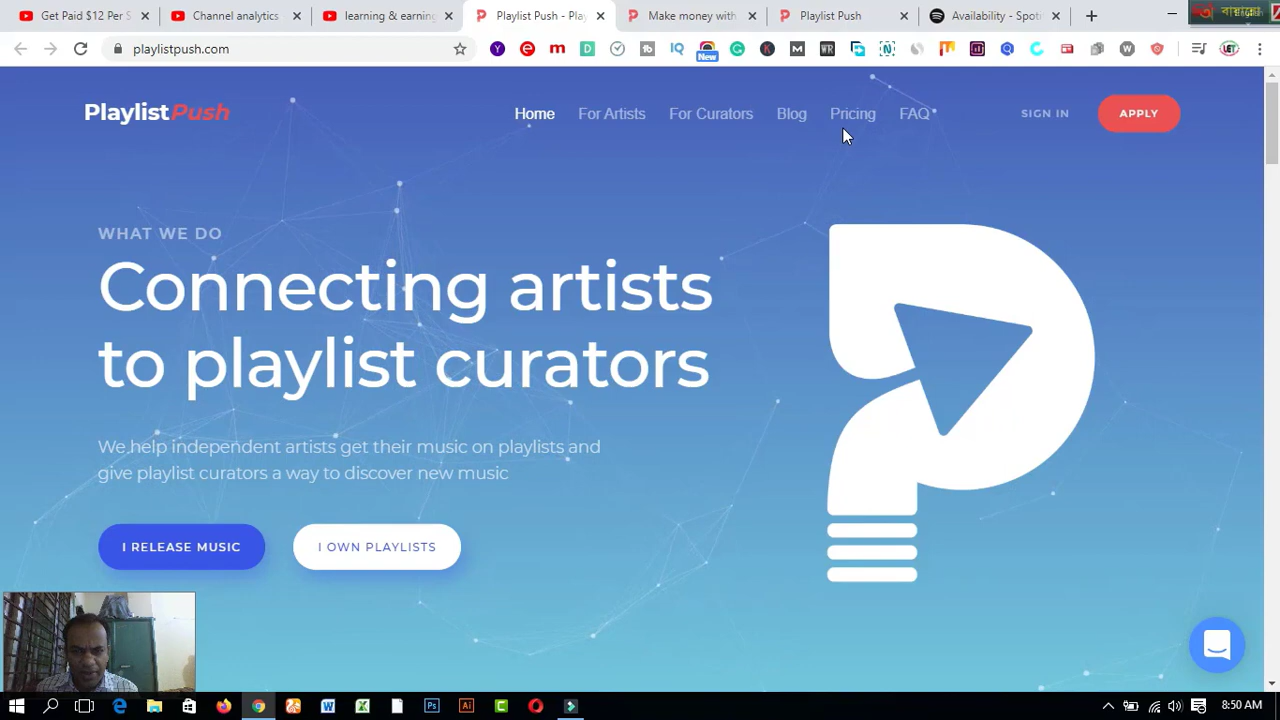 Get Paid $12 Per S
Channel analytics
learning & earning
Playlist Push - Play
Make money with
Push
Availability - Spot
playlistpush.com
New
Playlist Push
Home
For Artists
For Curators
Blog
Pricing
FAQ
SIGN IN
APPLY
WHAT WE DO
Connecting artists
to playlist curators
We help independent artists get their music on playlists and
give playlist curators a way to discover new music
I RELEASE MUSIC
I OWN PLAYLISTS
8:50 AM